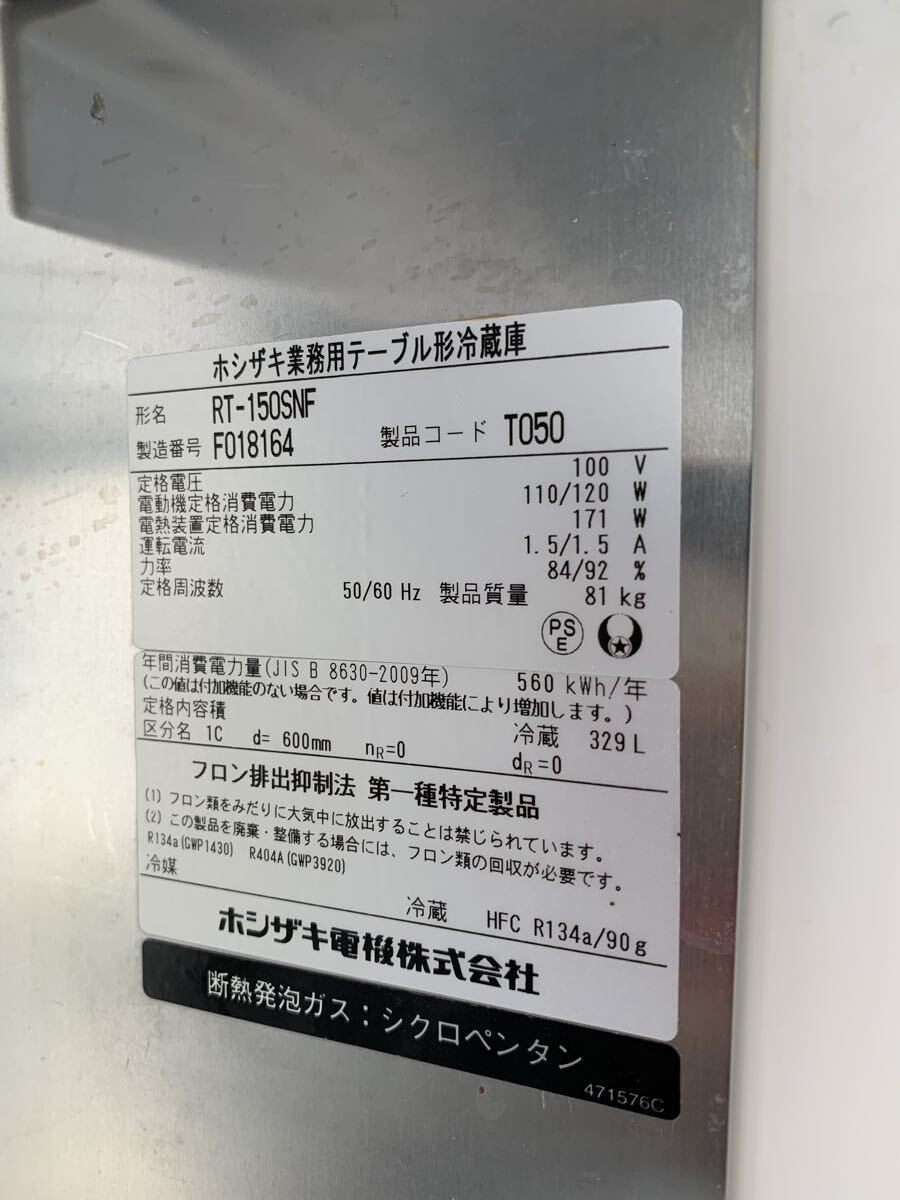 ホシザキ業務用テーブル形冷蔵庫
形名 RT-150SNF
製造番号 F018164 製品コード T050
定格電圧 100 V
電動機定格消費電力 110/120 W
電熱装置定格消費電力 171 W
運転電流 1.5/1.5 A
力率 84/92 %
定格周波数 50/60 Hz 製品質量 81 kg
PSE
年間消費電力量(JIS B 8630-2009年) 560 kWh/年
(この値は付加機能のない場合です。値は付加機能により増加します。)
定格内容積 冷蔵 329 L
区分名 1C d= 600mm nR=0 dR=0
フロン排出抑制法 第一種特定製品
(1) フロン類をみだりに大気中に放出することは禁じられています。
(2) この製品を廃棄・整備する場合には、フロン類の回収が必要です。
R134a(GWP1430) R404A(GWP3920)
冷媒
冷蔵 HFC R134a/90g
ホシザキ電機株式会社
断熱発泡ガス：シクロペンタン
471576C